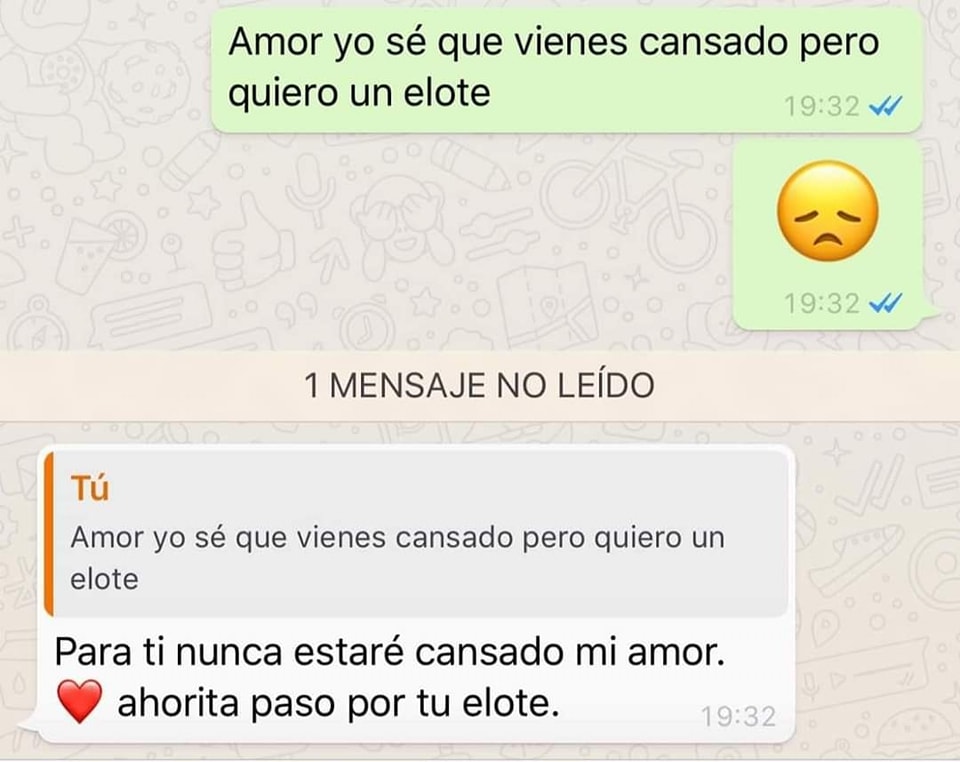 Amor yo sé que vienes cansado pero
quiero un elote
19:32
😞
19:32
1 MENSAJE NO LEÍDO
Tú
Amor yo sé que vienes cansado pero quiero un
elote
Para ti nunca estaré cansado mi amor.
❤️ ahorita paso por tu elote.
19:32